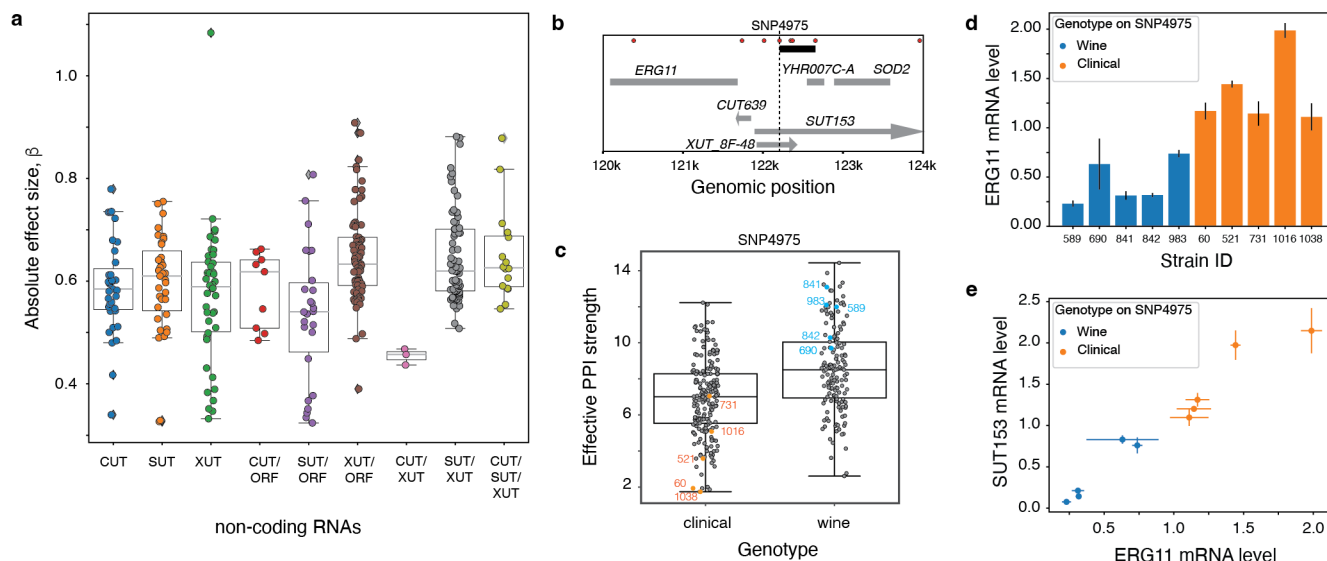 a
Absolute effect size, β
1.0
0.8
0.6
0.4
CUT
SUT
XUT
CUT/
ORF
SUT/
ORF
XUT/
ORF
CUT/
XUT
SUT/
XUT
CUT/
SUT/
XUT
non-coding RNAs
b
SNP4975
ERG11
YHR007C-A
SOD2
CUT639
SUT153
XUT_8F-48
120k
121k
122k
123k
124k
Genomic position
c
SNP4975
Effective PPI strength
14
10
6
2
841
983
589
842
690
731
1016
521
60
1038
clinical
wine
Genotype
d
ERG11 mRNA level
2.00
1.50
1.00
0.50
0.00
Genotype on SNP4975
Wine
Clinical
589
690
841
842
983
60
521
731
1016
1038
Strain ID
e
SUT153 mRNA level
2.5
2.0
1.5
1.0
0.5
0.0
Genotype on SNP4975
Wine
Clinical
0.5
1.0
1.5
2.0
ERG11 mRNA level